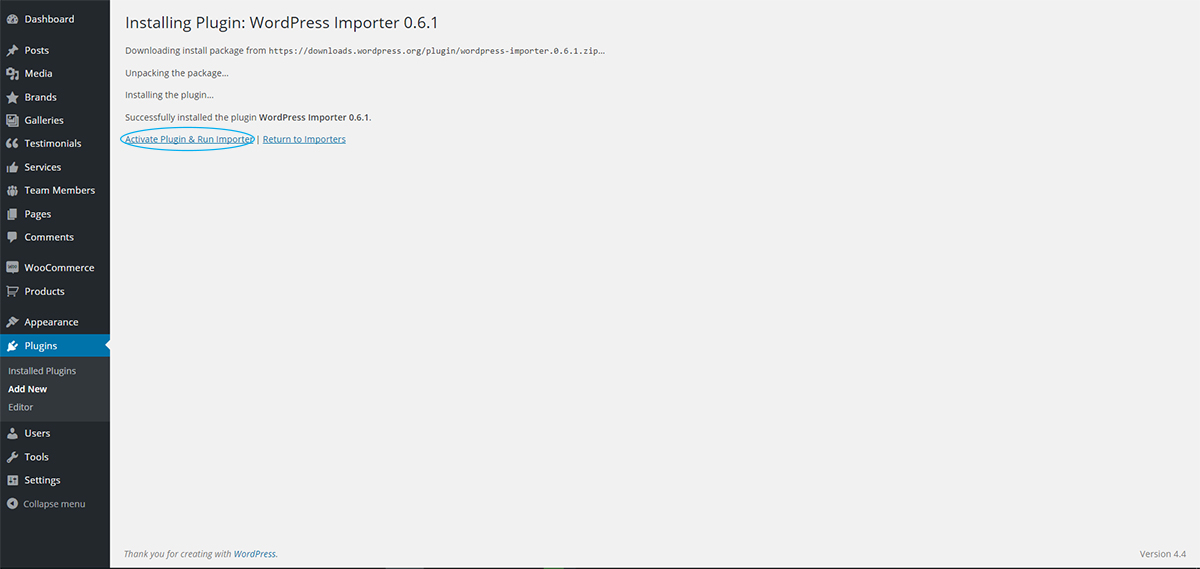 Dashboard
Posts
Media
Brands
Galleries
Testimonials
Services
Team Members
Pages
Comments
WooCommerce
Products
Appearance
Plugins
Installed Plugins
Add New
Editor
Users
Tools
Settings
Collapse menu
Installing Plugin: WordPress Importer 0.6.1
Downloading install package from https://downloads.wordpress.org/plugin/wordpress-importer.0.6.1.zip…
Unpacking the package…
Installing the plugin…
Successfully installed the plugin WordPress Importer 0.6.1.
Activate Plugin & Run Importer | Return to Importers
Thank you for creating with WordPress.
Version 4.4